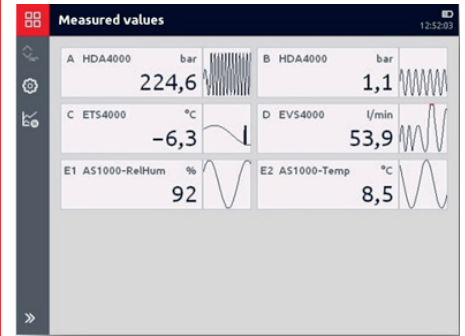 Measured values
12:52:03
A HDA4000 bar
224,6
B HDA4000 bar
1,1
C ETS4000 °C
−6,3
D EVS4000 l/min
53,9
E1 AS1000-RelHum %
92
E2 AS1000-Temp °C
8,5